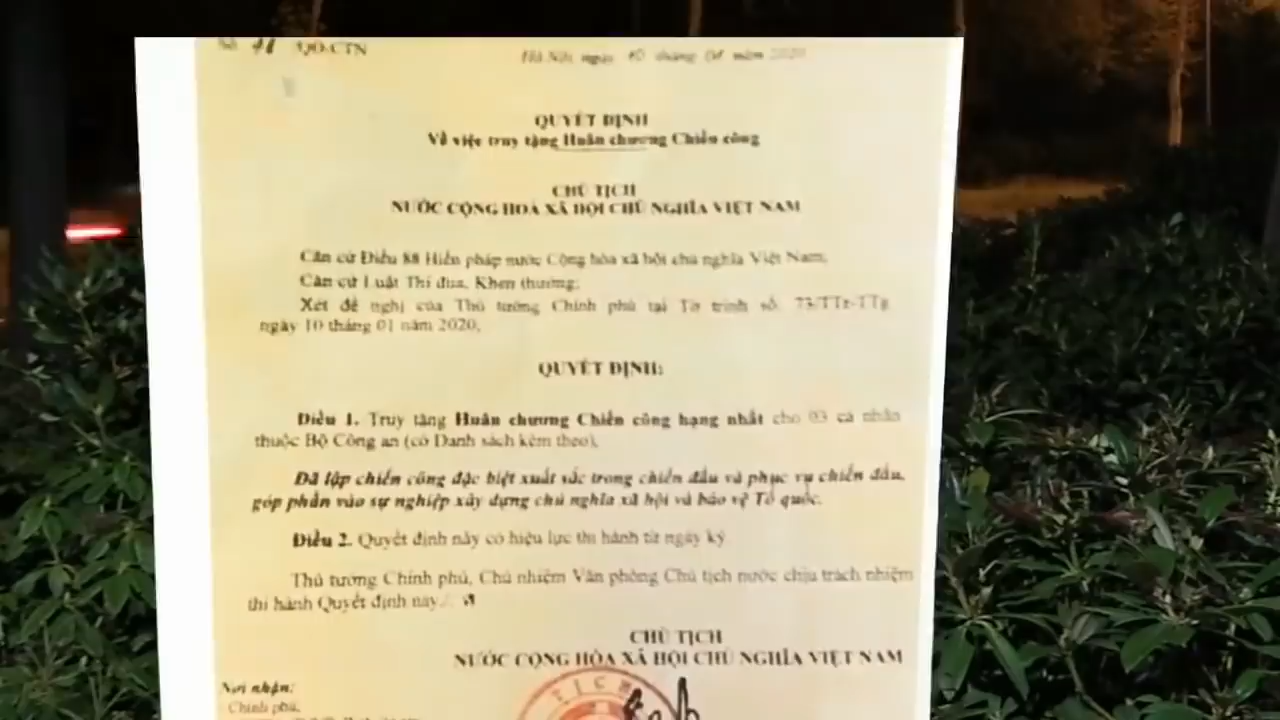 Số 41 /QĐ-CTN
Hà Nội, ngày 10 tháng 01 năm 2020
QUYẾT ĐỊNH
Về việc truy tặng Huân chương Chiến công
CHỦ TỊCH
NƯỚC CỘNG HOÀ XÃ HỘI CHỦ NGHĨA VIỆT NAM
Căn cứ Điều 88 Hiến pháp nước Cộng hòa xã hội chủ nghĩa Việt Nam;
Căn cứ Luật Thi đua, Khen thưởng;
Xét đề nghị của Thủ tướng Chính phủ tại Tờ trình số: 73/TTr-TTg
ngày 10 tháng 01 năm 2020,
QUYẾT ĐỊNH:
Điều 1. Truy tặng Huân chương Chiến công hạng nhất cho 03 cá nhân
thuộc Bộ Công an (có Danh sách kèm theo),
Đã lập chiến công đặc biệt xuất sắc trong chiến đấu và phục vụ chiến đấu,
góp phần vào sự nghiệp xây dựng chủ nghĩa xã hội và bảo vệ Tổ quốc.
Điều 2. Quyết định này có hiệu lực thi hành từ ngày ký.
Thủ tướng Chính phủ, Chủ nhiệm Văn phòng Chủ tịch nước chịu trách nhiệm
thi hành Quyết định này./.
CHỦ TỊCH
NƯỚC CỘNG HÒA XÃ HỘI CHỦ NGHĨA VIỆT NAM
Nơi nhận:
Chính phủ,